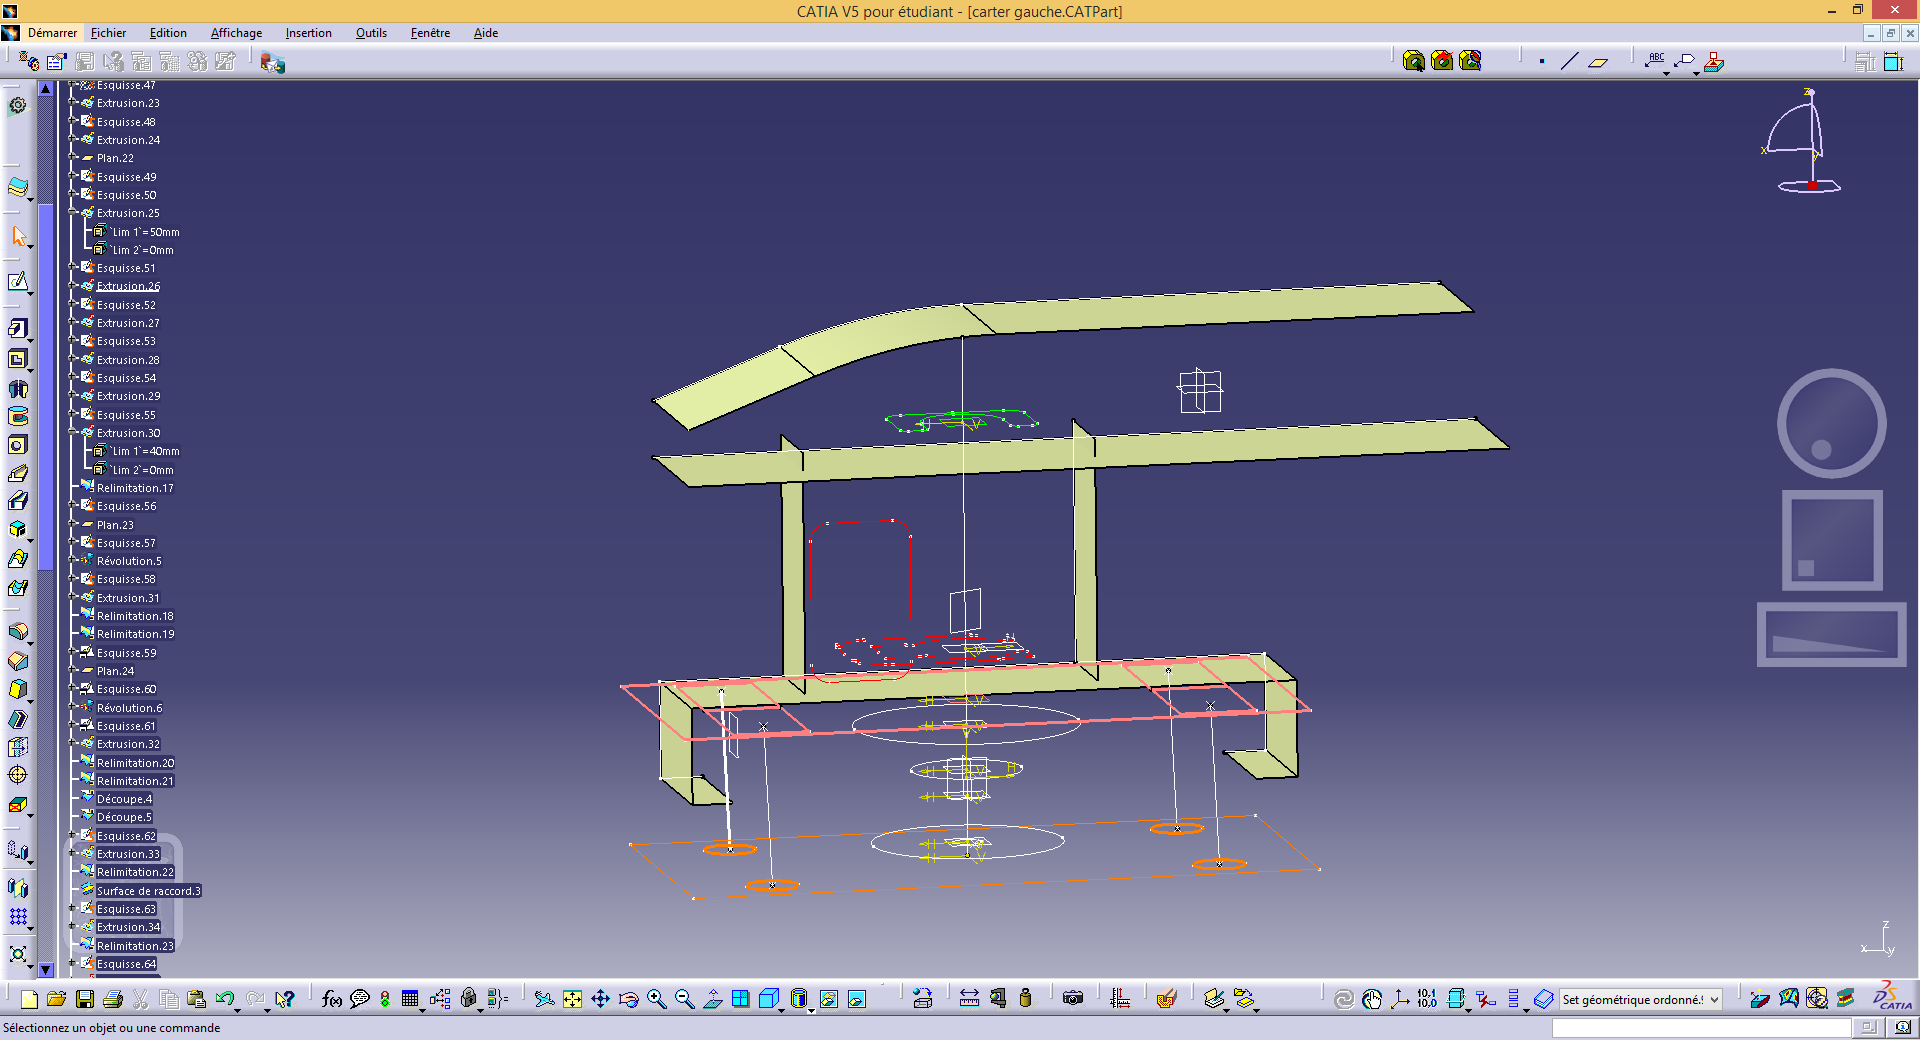 CATIA V5 pour étudiant - [carter gauche.CATPart]
Démarrer Fichier Edition Affichage Insertion Outils Fenêtre Aide
ABC
Esquisse.47
Extrusion.23
Esquisse.48
Extrusion.24
Plan.22
Esquisse.49
Esquisse.50
Extrusion.25
`Lim 1`=50mm
`Lim 2`=0mm
Esquisse.51
Extrusion.26
Esquisse.52
Extrusion.27
Esquisse.53
Extrusion.28
Esquisse.54
Extrusion.29
Esquisse.55
Extrusion.30
`Lim 1`=40mm
`Lim 2`=0mm
Relimitation.17
Esquisse.56
Plan.23
Esquisse.57
Révolution.5
Esquisse.58
Extrusion.31
Relimitation.18
Relimitation.19
Esquisse.59
Plan.24
Esquisse.60
Révolution.6
Esquisse.61
Extrusion.32
Relimitation.20
Relimitation.21
Découpe.4
Découpe.5
Esquisse.62
Extrusion.33
Relimitation.22
Surface de raccord.3
Esquisse.63
Extrusion.34
Relimitation.23
Esquisse.64
z
x
y
z
x
y
f(x)
10.1
10,0
Set géométrique ordonné.
CATIA
Sélectionnez un objet ou une commande